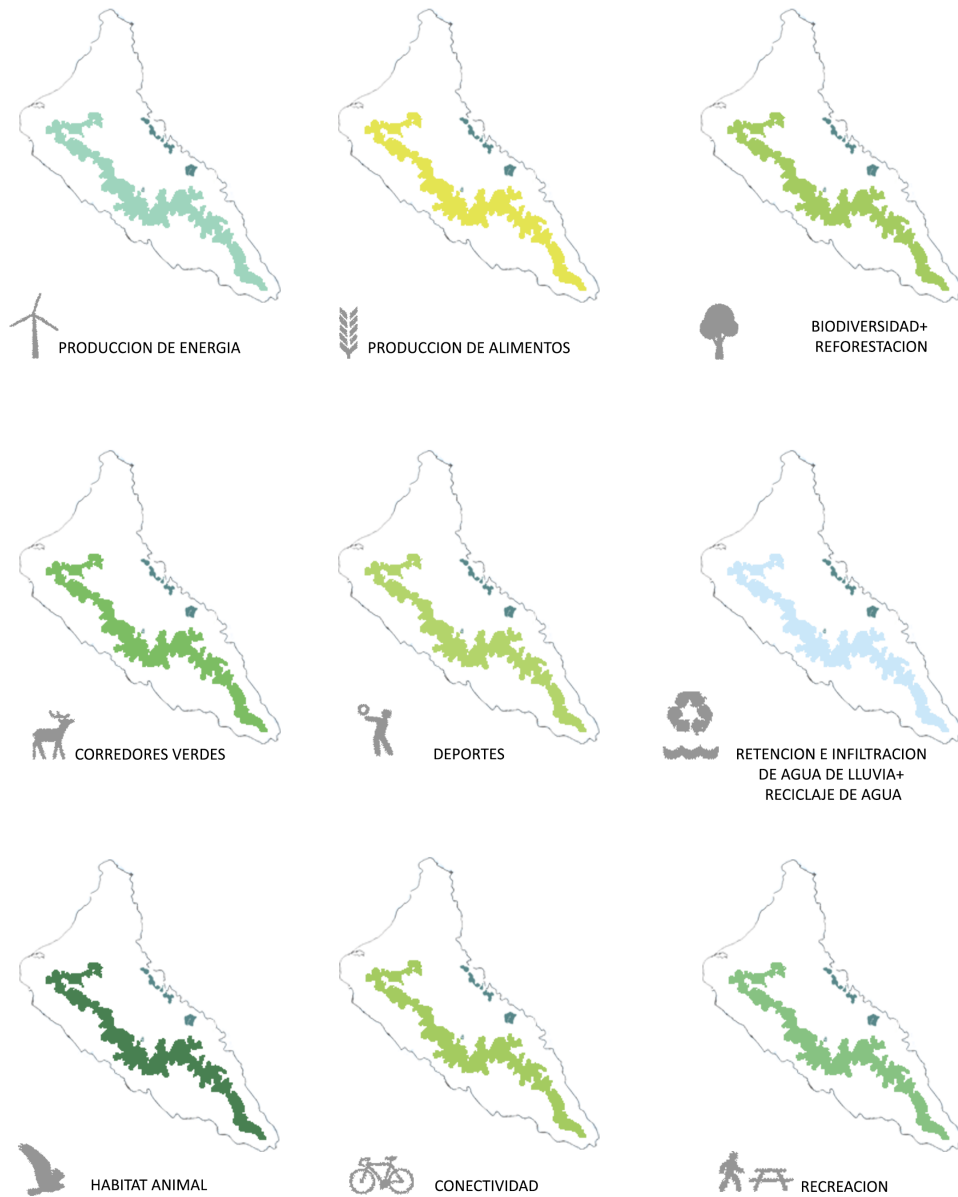 PRODUCCION DE ENERGIA
PRODUCCION DE ALIMENTOS
BIODIVERSIDAD+
REFORESTACION
CORREDORES VERDES
DEPORTES
RETENCION E INFILTRACION
DE AGUA DE LLUVIA+
RECICLAJE DE AGUA
HABITAT ANIMAL
CONECTIVIDAD
RECREACION